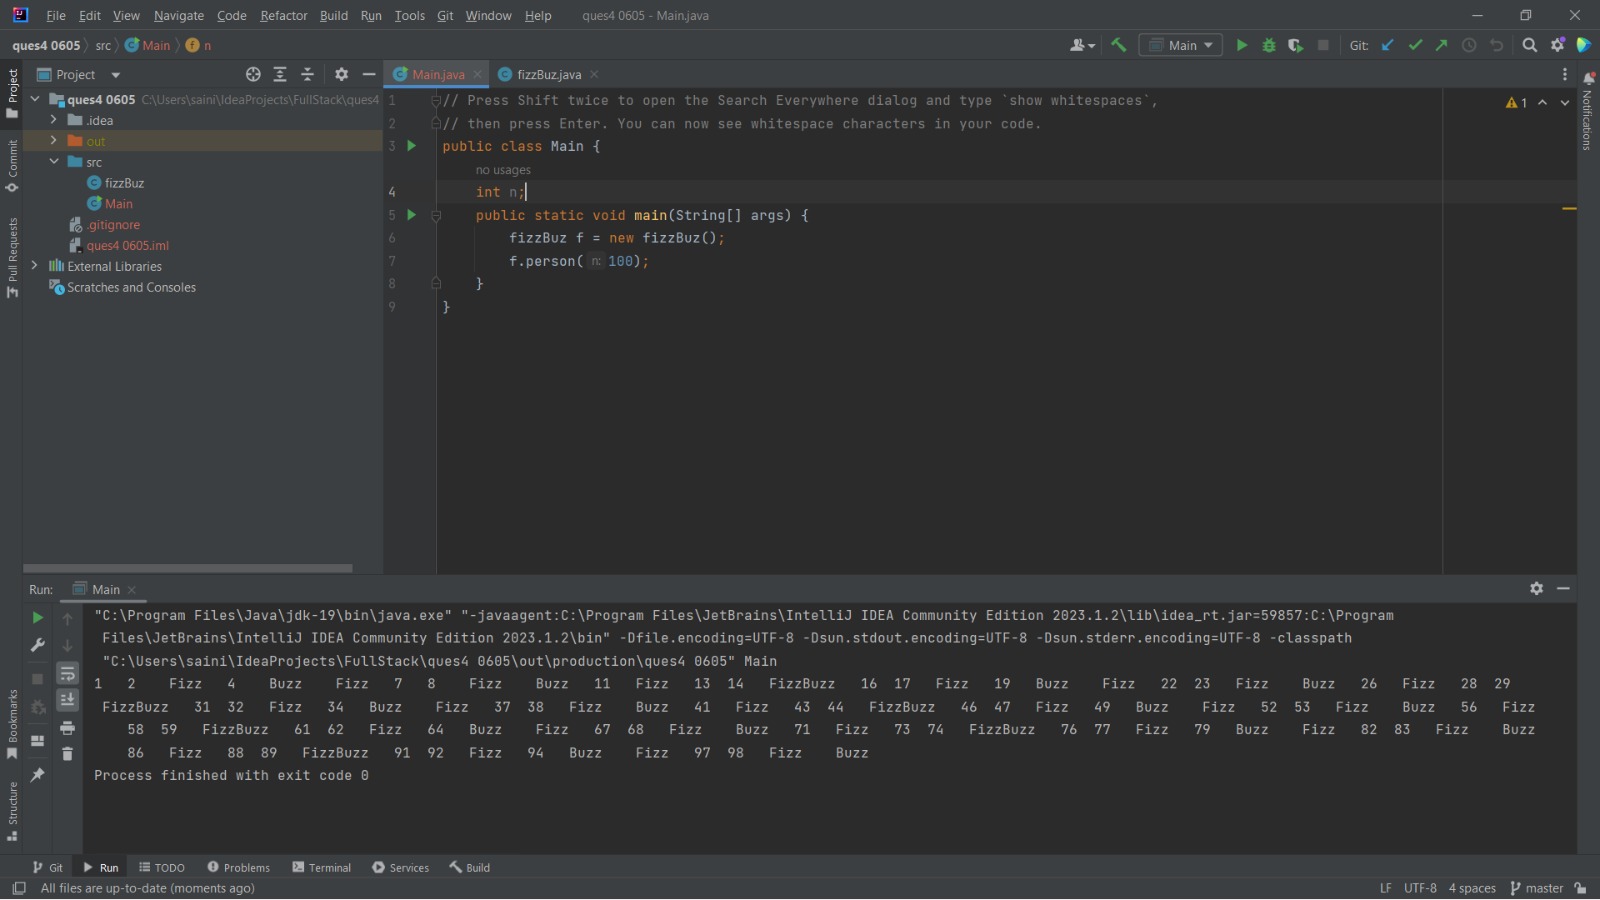 File Edit View Navigate Code Refactor Build Run Tools Git Window Help ques4 0605 - Main.java
ques4 0605 src Main n
Main Git:
Project
Main.java fizzBuz.java
ques4 0605 C:\Users\saini\IdeaProjects\FullStack\ques4
.idea
out
src
fizzBuz
Main
.gitignore
ques4 0605.iml
External Libraries
Scratches and Consoles
1 // Press Shift twice to open the Search Everywhere dialog and type `show whitespaces`,
2 // then press Enter. You can now see whitespace characters in your code.
3 public class Main {
no usages
4 int n;
5 public static void main(String[] args) {
6 fizzBuz f = new fizzBuz();
7 f.person( n: 100);
8 }
9 }
1
Project
Commit
Pull Requests
Bookmarks
Structure
Notifications
Run: Main
"C:\Program Files\Java\jdk-19\bin\java.exe" "-javaagent:C:\Program Files\JetBrains\IntelliJ IDEA Community Edition 2023.1.2\lib\idea_rt.jar=59857:C:\Program
Files\JetBrains\IntelliJ IDEA Community Edition 2023.1.2\bin" -Dfile.encoding=UTF-8 -Dsun.stdout.encoding=UTF-8 -Dsun.stderr.encoding=UTF-8 -classpath
"C:\Users\saini\IdeaProjects\FullStack\ques4 0605\out\production\ques4 0605" Main
1 2 Fizz 4 Buzz Fizz 7 8 Fizz Buzz 11 Fizz 13 14 FizzBuzz 16 17 Fizz 19 Buzz Fizz 22 23 Fizz Buzz 26 Fizz 28 29
FizzBuzz 31 32 Fizz 34 Buzz Fizz 37 38 Fizz Buzz 41 Fizz 43 44 FizzBuzz 46 47 Fizz 49 Buzz Fizz 52 53 Fizz Buzz 56 Fizz
58 59 FizzBuzz 61 62 Fizz 64 Buzz Fizz 67 68 Fizz Buzz 71 Fizz 73 74 FizzBuzz 76 77 Fizz 79 Buzz Fizz 82 83 Fizz Buzz
86 Fizz 88 89 FizzBuzz 91 92 Fizz 94 Buzz Fizz 97 98 Fizz Buzz
Process finished with exit code 0
Git Run TODO Problems Terminal Services Build
All files are up-to-date (moments ago) LF UTF-8 4 spaces master